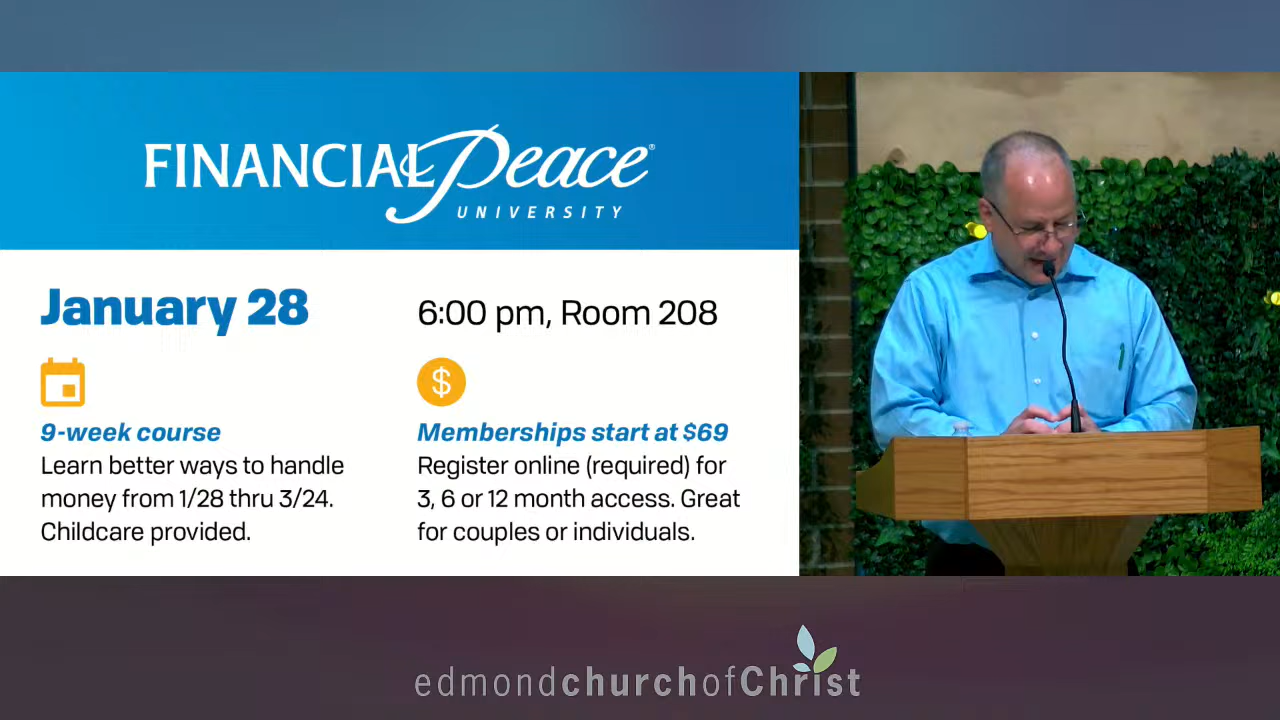 FINANCIAL Peace®
UNIVERSITY
January 28
6:00 pm, Room 208
9-week course
Learn better ways to handle
money from 1/28 thru 3/24.
Childcare provided.
$
Memberships start at $69
Register online (required) for
3, 6 or 12 month access. Great
for couples or individuals.
edmondchurchofChrist